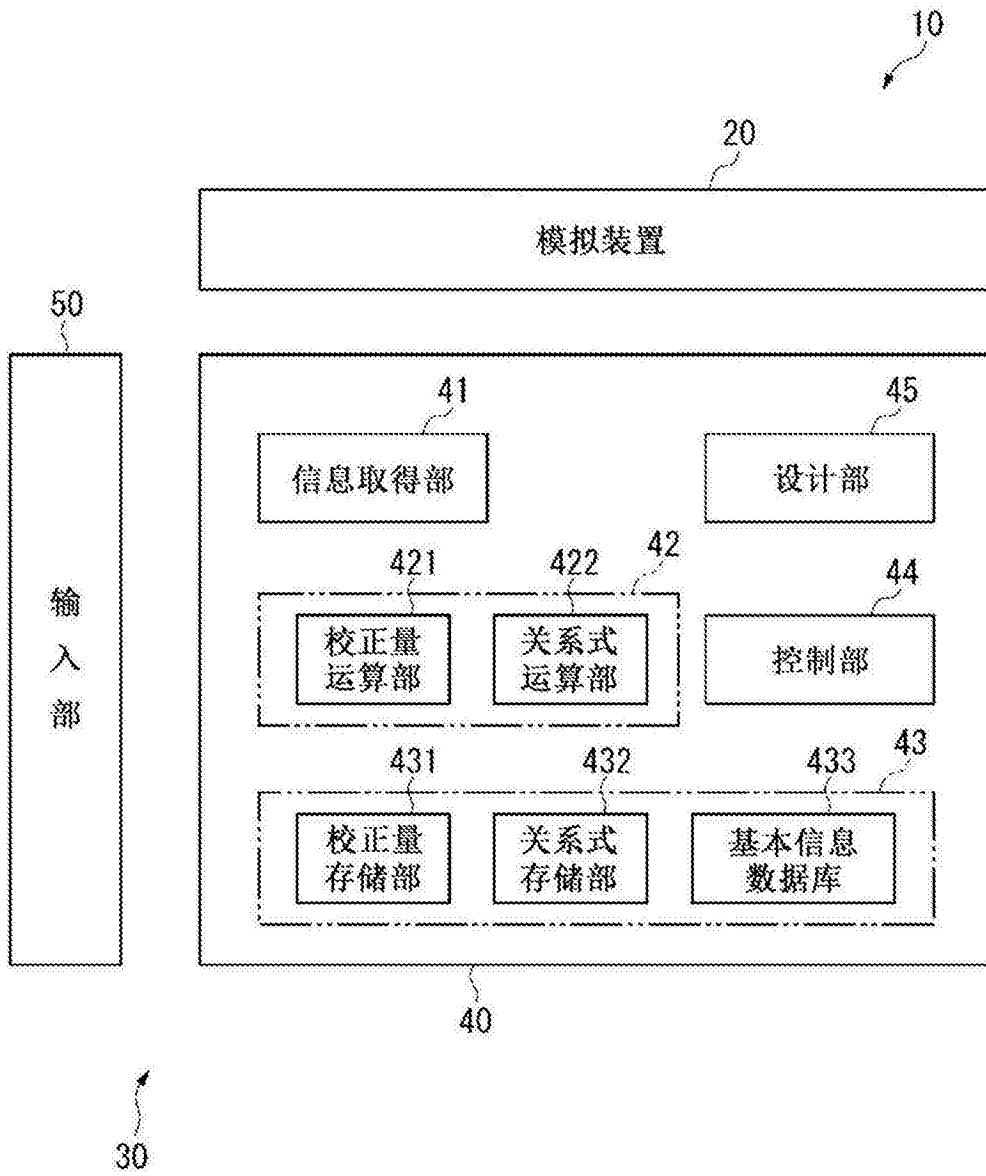 10
20
模拟装置
50
41
45
信息取得部
设计部
输
入
部
421
422
42
44
校正量
运算部
关系式
运算部
控制部
431
432
433
43
校正量
存储部
关系式
存储部
基本信息
数据库
40
30